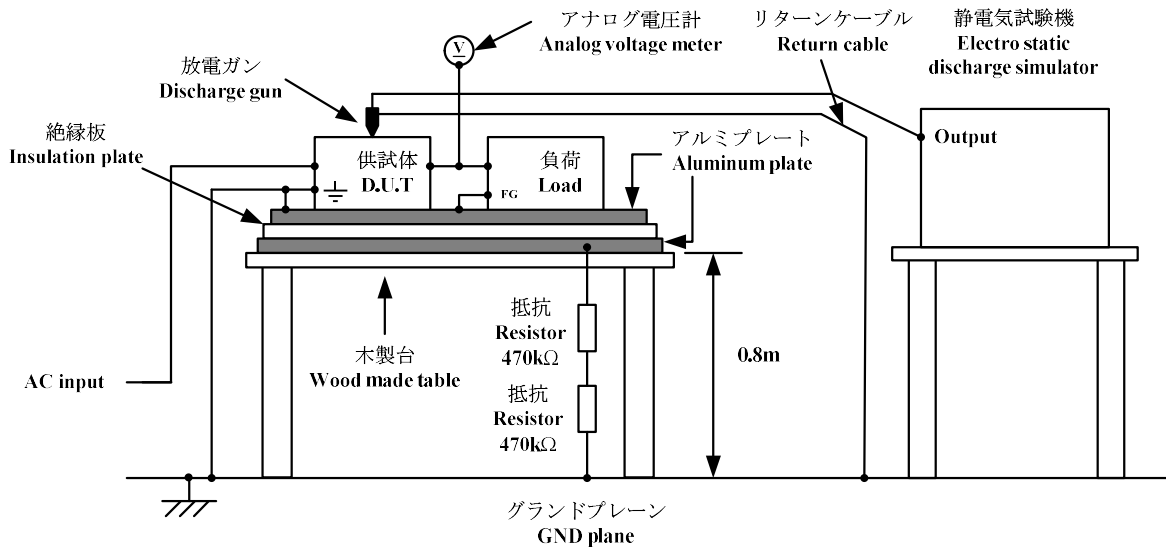 アナログ電圧計
Analog voltage meter
リターンケーブル
Return cable
静電気試験機
Electro static
discharge simulator
V
放電ガン
Discharge gun
絶縁板
Insulation plate
供試体
D.U.T
負荷
Load
FG
アルミプレート
Aluminum plate
Output
抵抗
Resistor
470kΩ
0.8m
木製台
Wood made table
AC input
抵抗
Resistor
470kΩ
グランドプレーン
GND plane